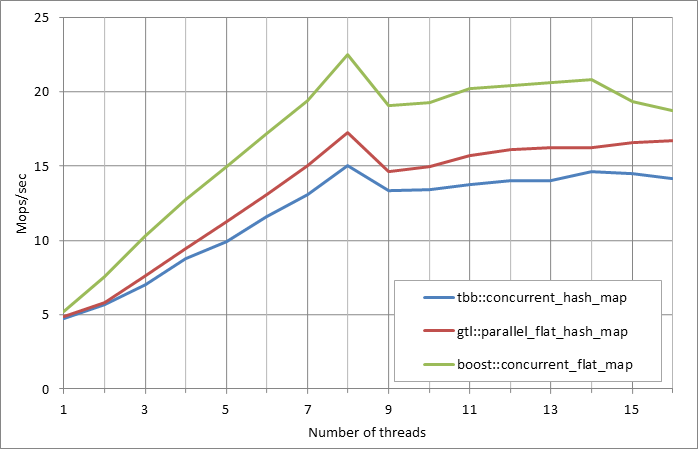 25
20
15
10
5
0
Mops/sec
tbb::concurrent_hash_map
gtl::parallel_flat_hash_map
boost::concurrent_flat_map
1 3 5 7 9 11 13 15
Number of threads